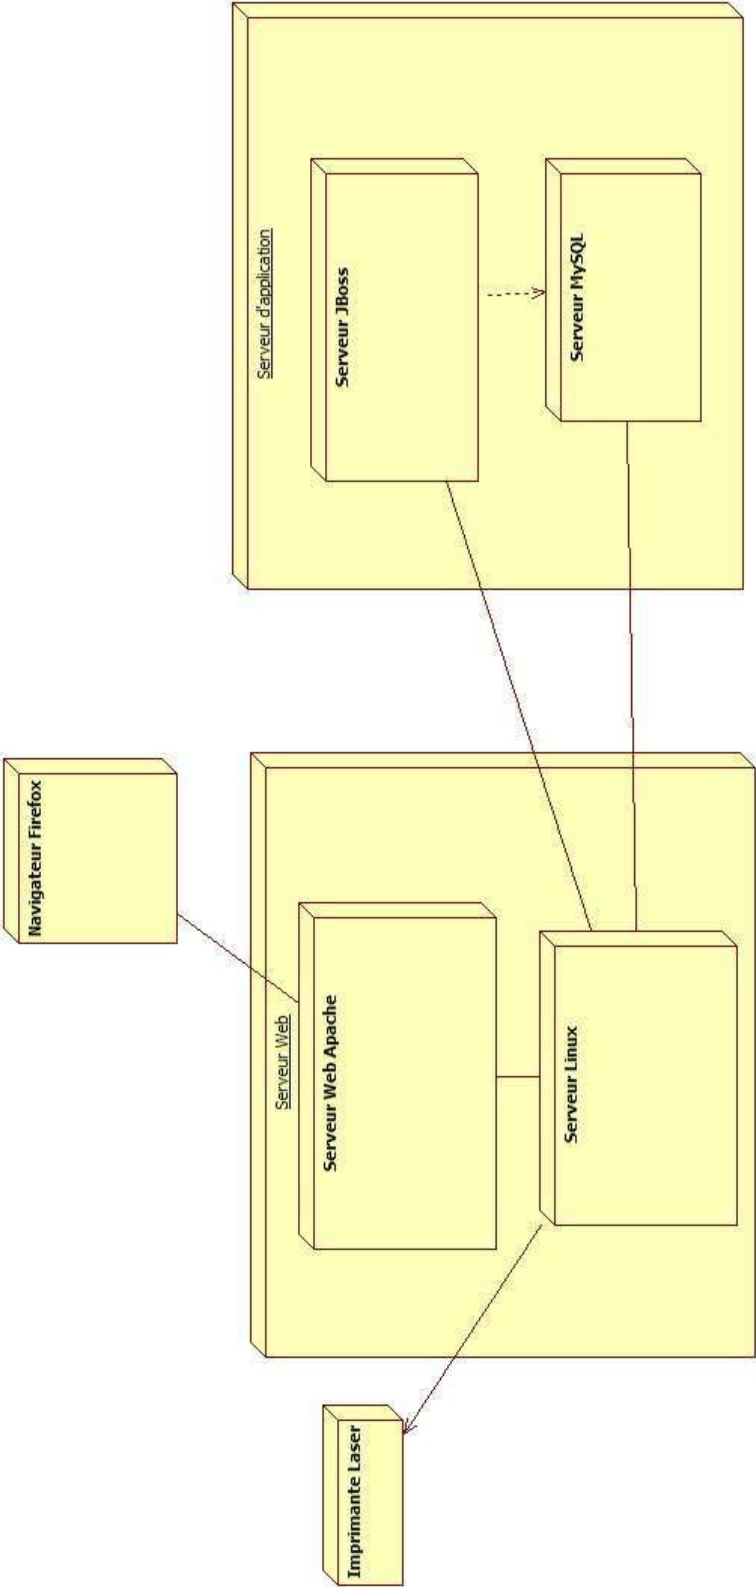 Navigateur Firefox
Imprimante Laser
Serveur Web
Serveur Web Apache
Serveur Linux
Serveur d'application
Serveur JBoss
Serveur MySQL